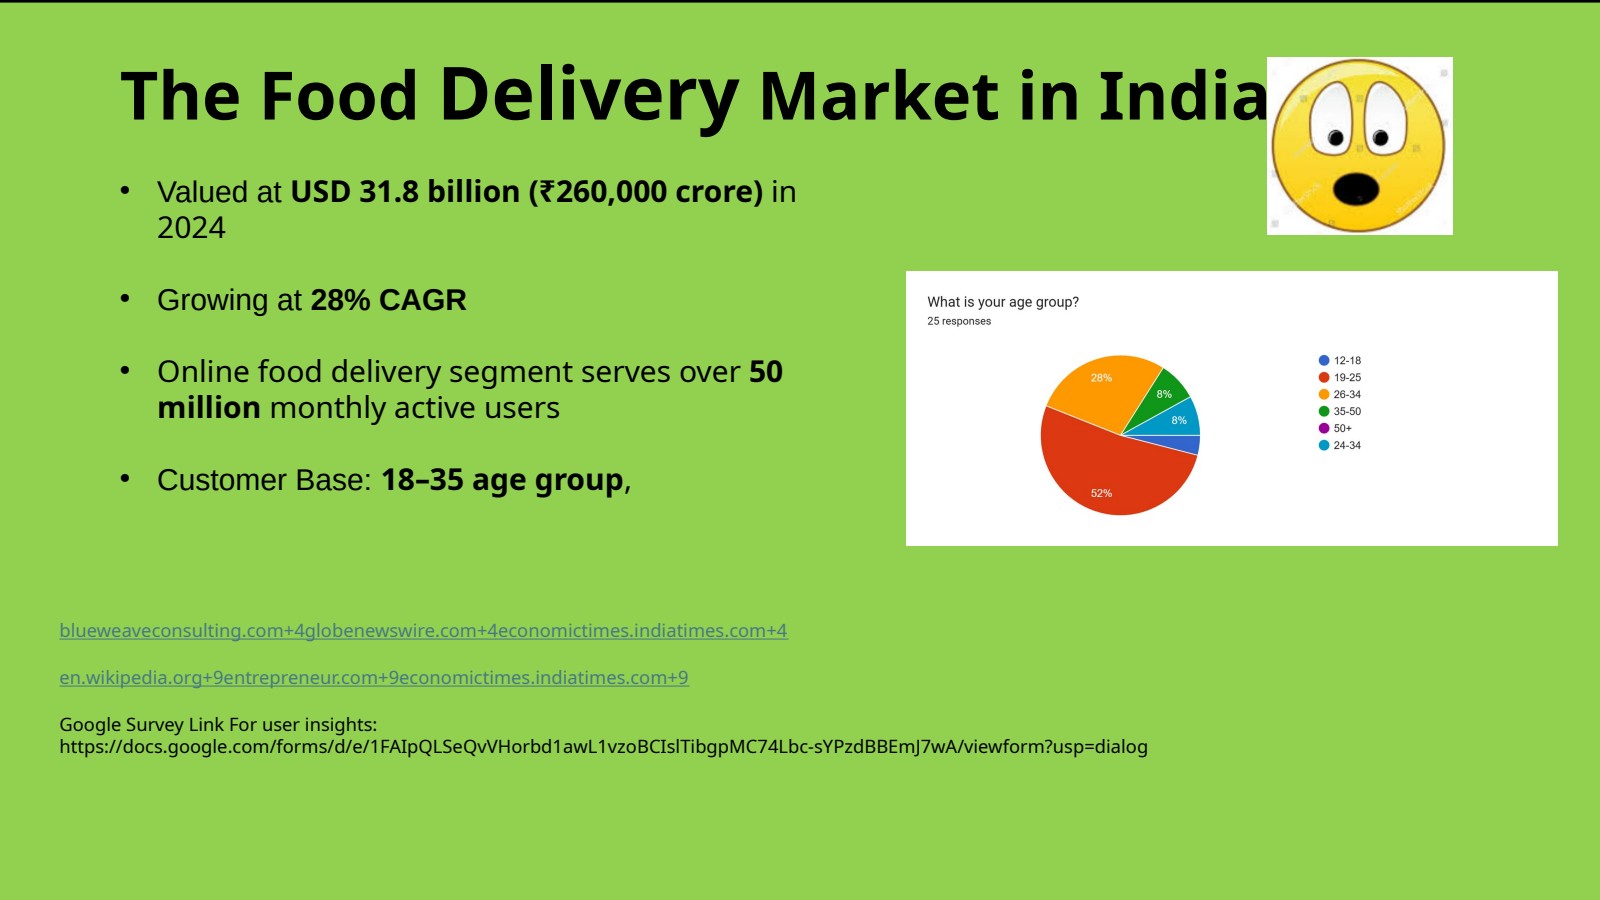 The Food Delivery Market in India
• Valued at USD 31.8 billion (₹260,000 crore) in
2024
• Growing at 28% CAGR
• Online food delivery segment serves over 50
million monthly active users
• Customer Base: 18–35 age group,
What is your age group?
25 responses
28%
8%
8%
52%
12-18
19-25
26-34
35-50
50+
24-34
blueweaveconsulting.com+4globenewswire.com+4economictimes.indiatimes.com+4
en.wikipedia.org+9entrepreneur.com+9economictimes.indiatimes.com+9
Google Survey Link For user insights:
https://docs.google.com/forms/d/e/1FAIpQLSeQvVHorbd1awL1vzoBCIslTibgpMC74Lbc-sYPzdBBEmJ7wA/viewform?usp=dialog